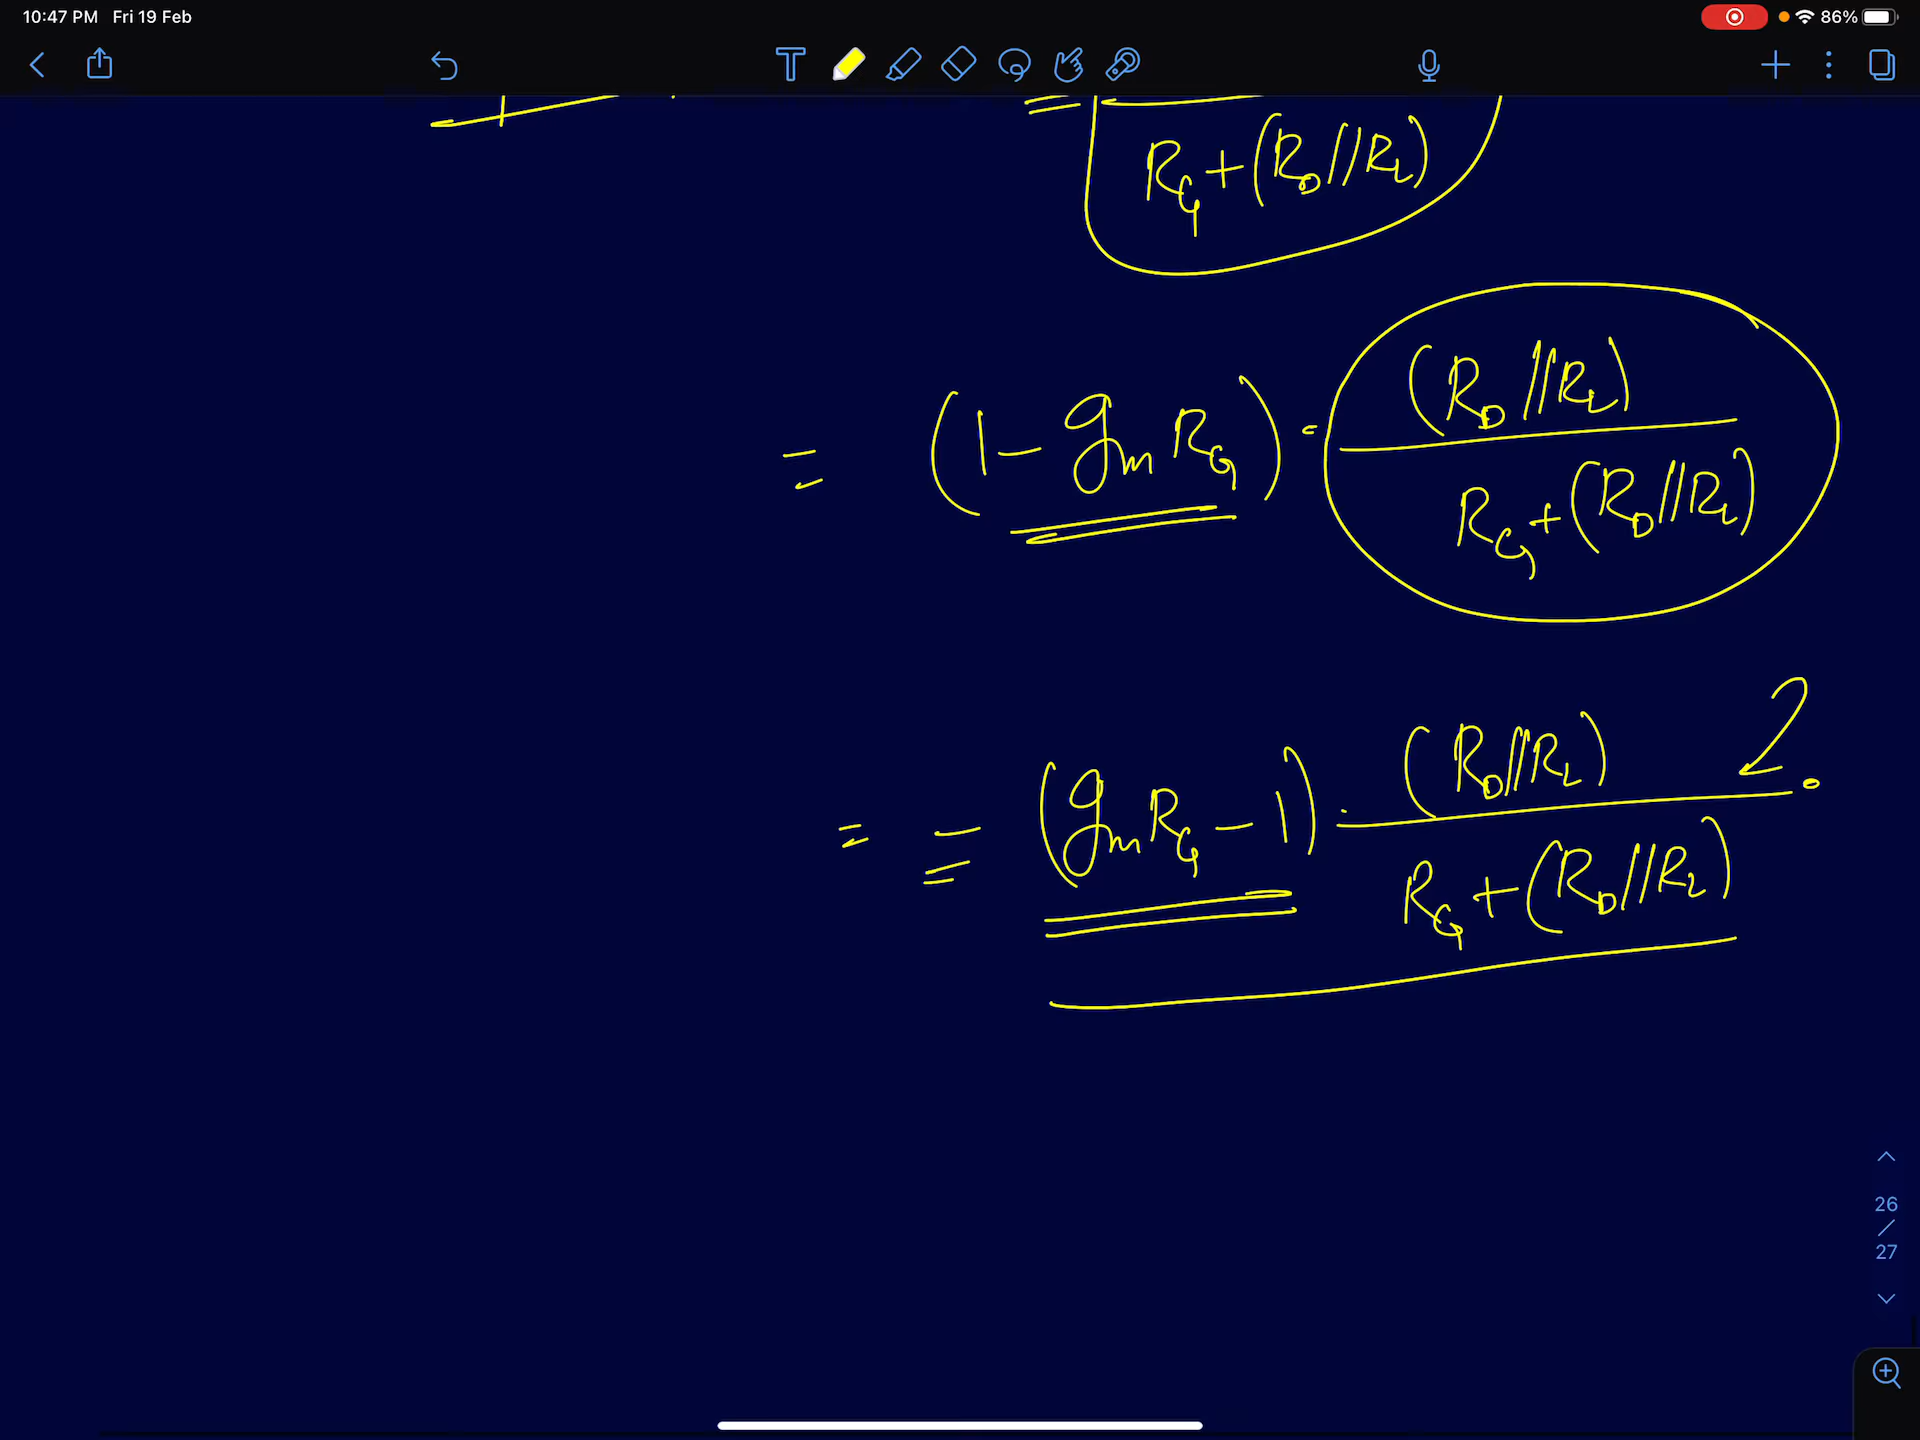 10:47 PM Fri 19 Feb 86%
T
=
R_G + (R_D // R_L)
= (1 - g_m R_G) · (R_D // R_L) / R_G + (R_D // R_L)
= - (g_m R_G - 1) · (R_D // R_L) / R_G + (R_D // R_L)
26
/
27